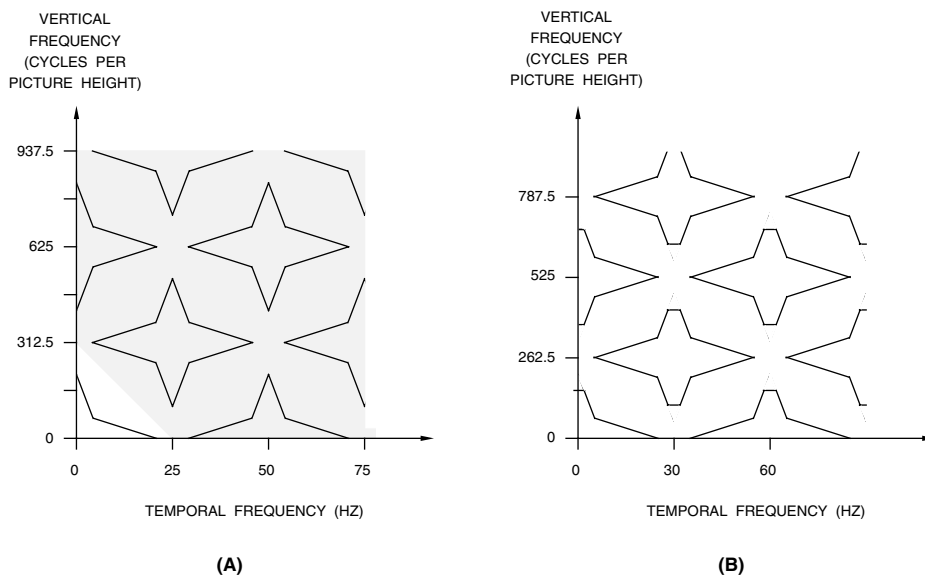 VERTICAL
FREQUENCY
(CYCLES PER
PICTURE HEIGHT)
937.5
625
312.5
0
0 25 50 75
TEMPORAL FREQUENCY (HZ)
(A)
VERTICAL
FREQUENCY
(CYCLES PER
PICTURE HEIGHT)
787.5
525
262.5
0
0 30 60
TEMPORAL FREQUENCY (HZ)
(B)